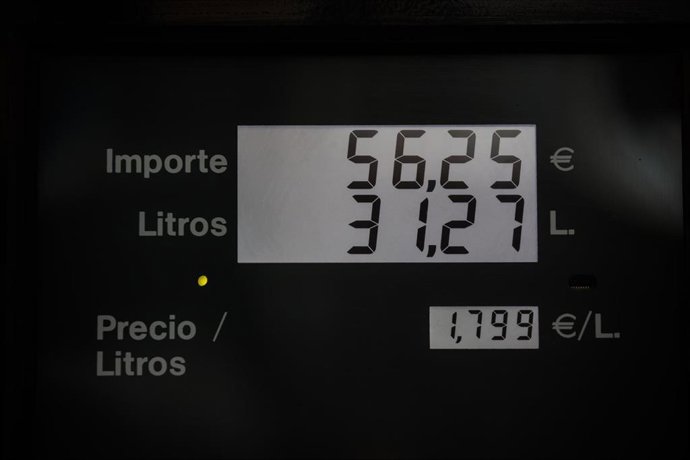 Importe 56,25 €
Litros 31,27 L.
Precio / 1,799 €/L.
Litros